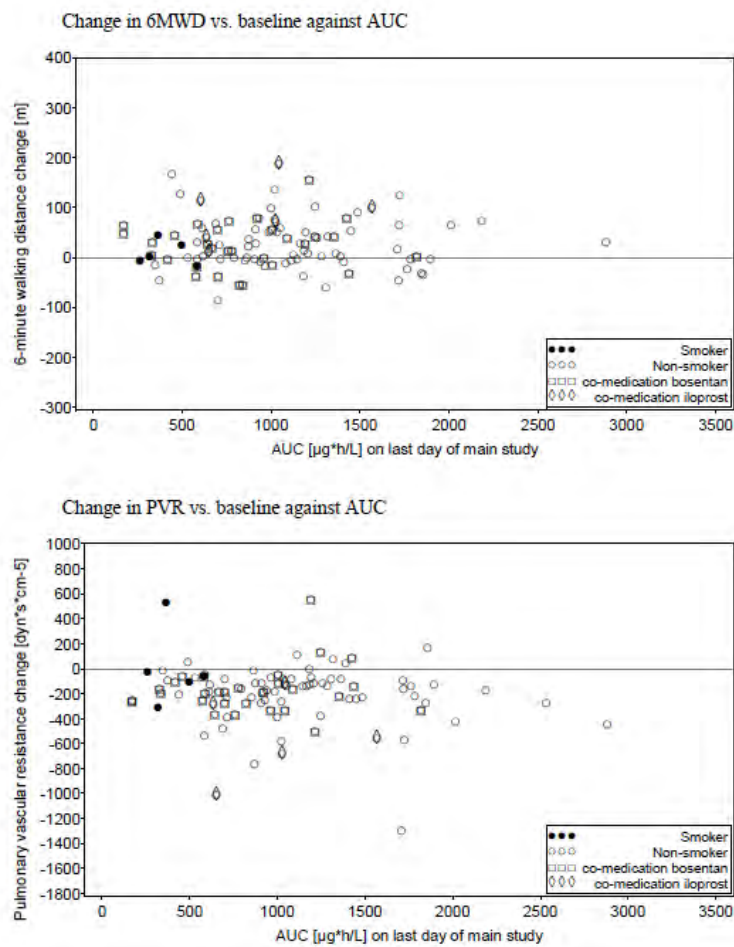 Change in 6MWD vs. baseline against AUC
400
300
200
100
0
-100
-200
-300
6-minute walking distance change [m]
Smoker
Non-smoker
co-medication bosentan
co-medication iloprost
0 500 1000 1500 2000 2500 3000 3500
AUC [µg*h/L] on last day of main study
Change in PVR vs. baseline against AUC
1000
800
600
400
200
0
-200
-400
-600
-800
-1000
-1200
-1400
-1600
-1800
Pulmonary vascular resistance change [dyn*s*cm-5]
Smoker
Non-smoker
co-medication bosentan
co-medication iloprost
0 500 1000 1500 2000 2500 3000 3500
AUC [µg*h/L] on last day of main study